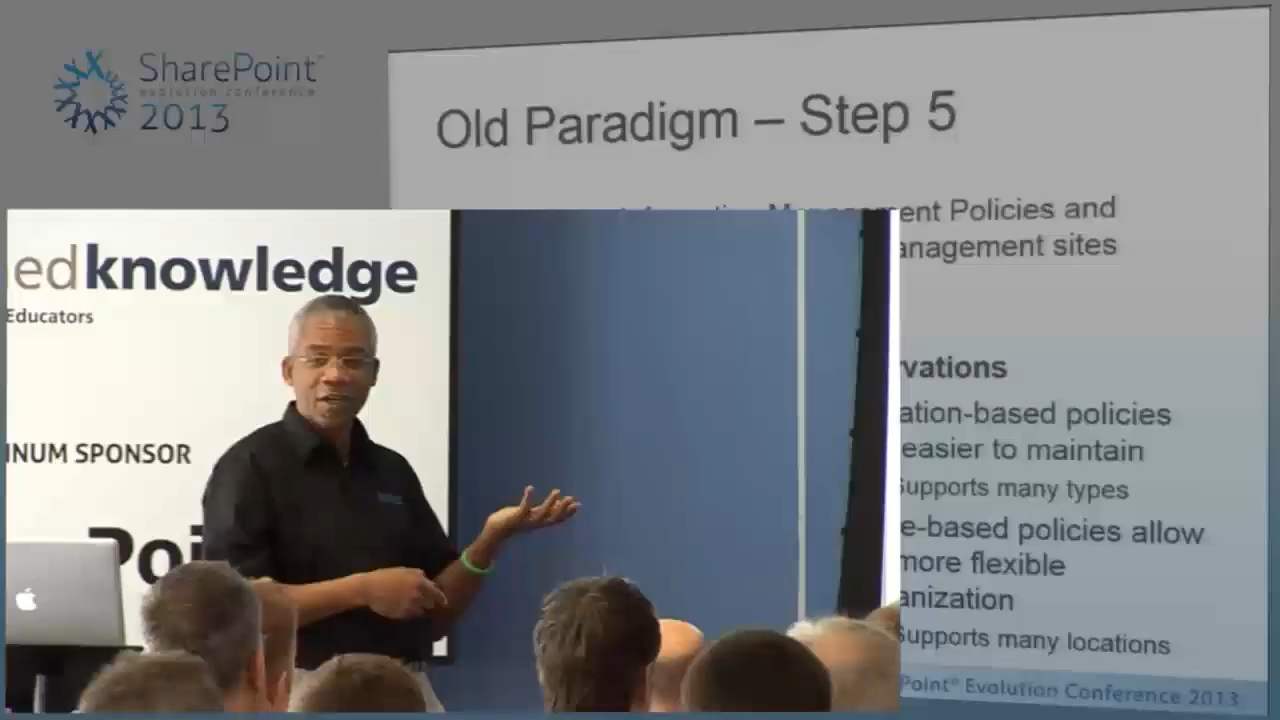 SharePoint
evolution conference
2013
Old Paradigm – Step 5
ent Policies and
anagement sites
vations
ation-based policies
easier to maintain
Supports many types
e-based policies allow
more flexible
anization
Supports many locations
Point® Evolution Conference 2013
edknowledge
Educators
INUM SPONSOR
Poi